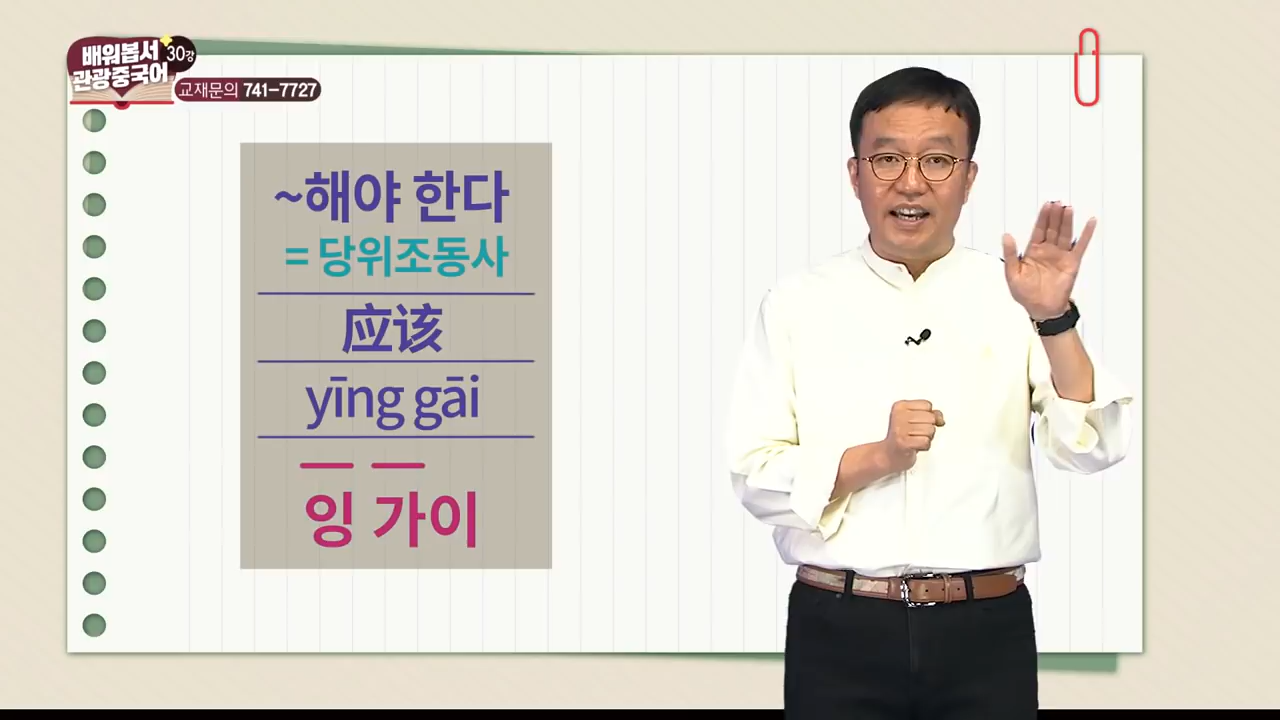 배워봅서 30강
관광중국어
교재문의 741-7727
~해야 한다
= 당위조동사
应该
yīng gāi
잉 가이